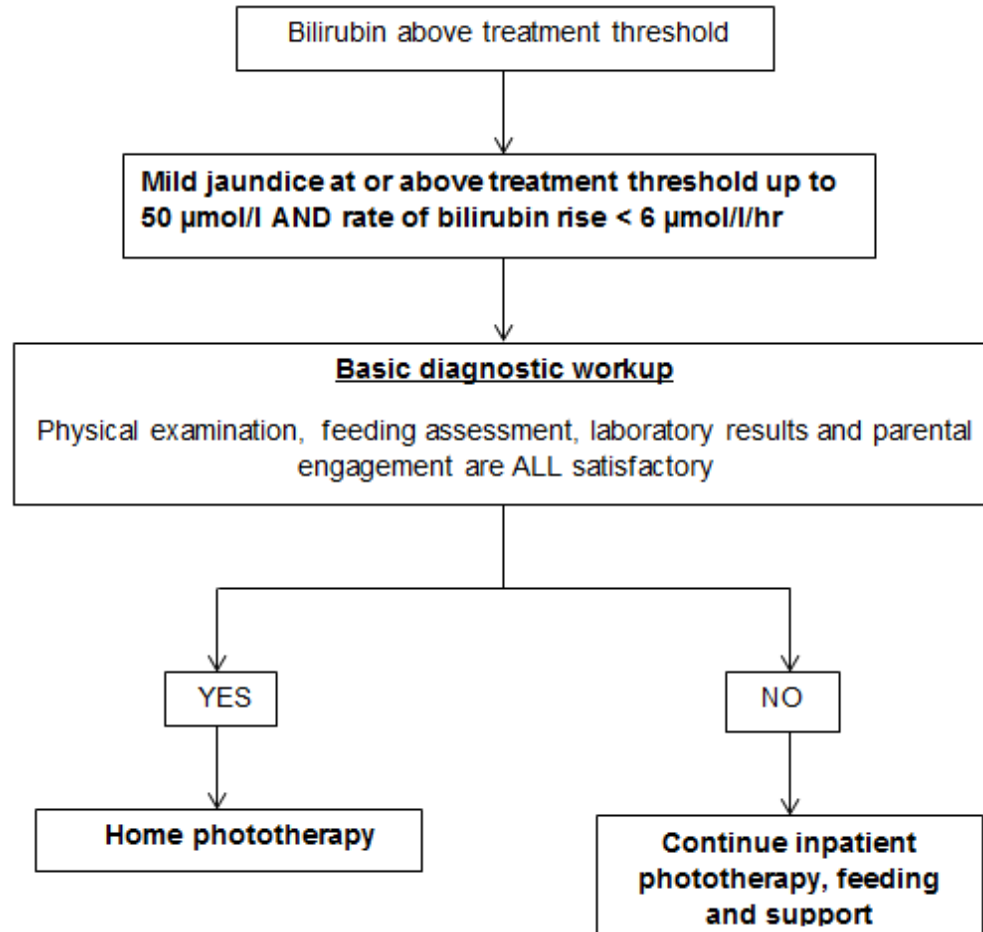 Bilirubin above treatment threshold
Mild jaundice at or above treatment threshold up to
50 µmol/l AND rate of bilirubin rise < 6 µmol/l/hr
Basic diagnostic workup
Physical examination, feeding assessment, laboratory results and parental
engagement are ALL satisfactory
YES
NO
Home phototherapy
Continue inpatient
phototherapy, feeding
and support